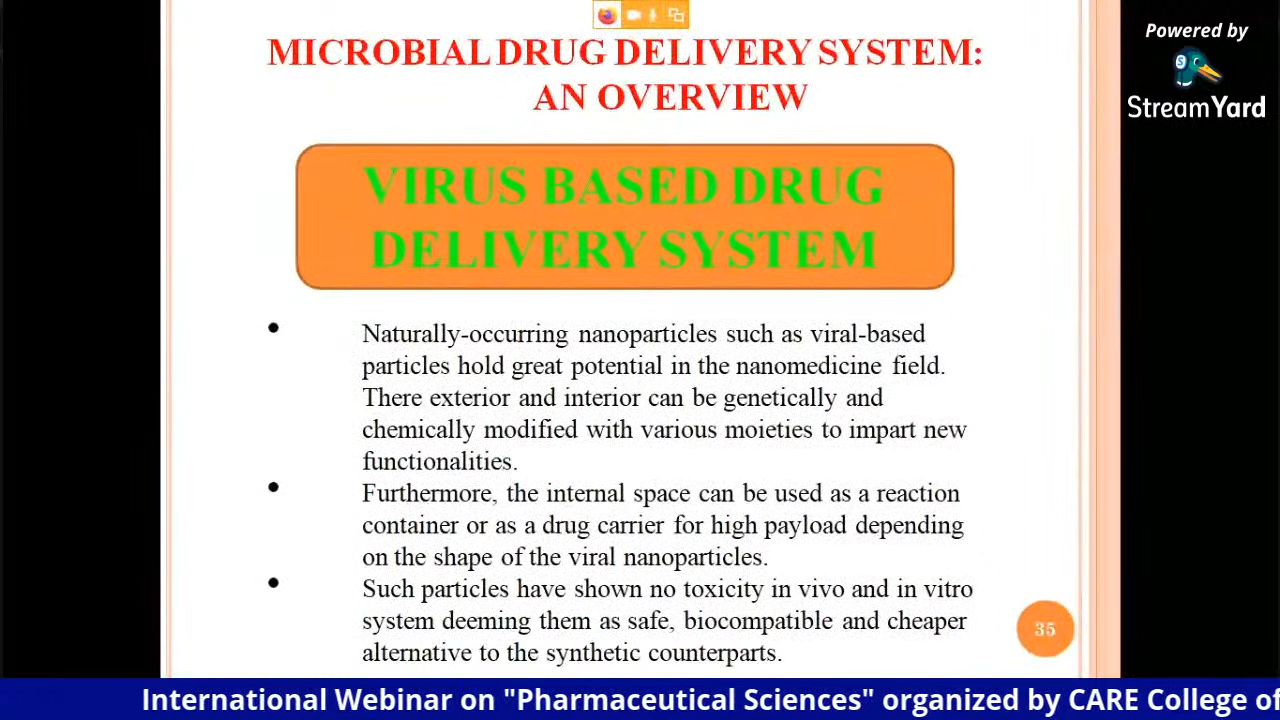 MICROBIAL DRUG DELIVERY SYSTEM:
AN OVERVIEW
Powered by
StreamYard
VIRUS BASED DRUG
DELIVERY SYSTEM
• Naturally-occurring nanoparticles such as viral-based
particles hold great potential in the nanomedicine field.
There exterior and interior can be genetically and
chemically modified with various moieties to impart new
functionalities.
• Furthermore, the internal space can be used as a reaction
container or as a drug carrier for high payload depending
on the shape of the viral nanoparticles.
• Such particles have shown no toxicity in vivo and in vitro
system deeming them as safe, biocompatible and cheaper
alternative to the synthetic counterparts.
35
International Webinar on "Pharmaceutical Sciences" organized by CARE College of